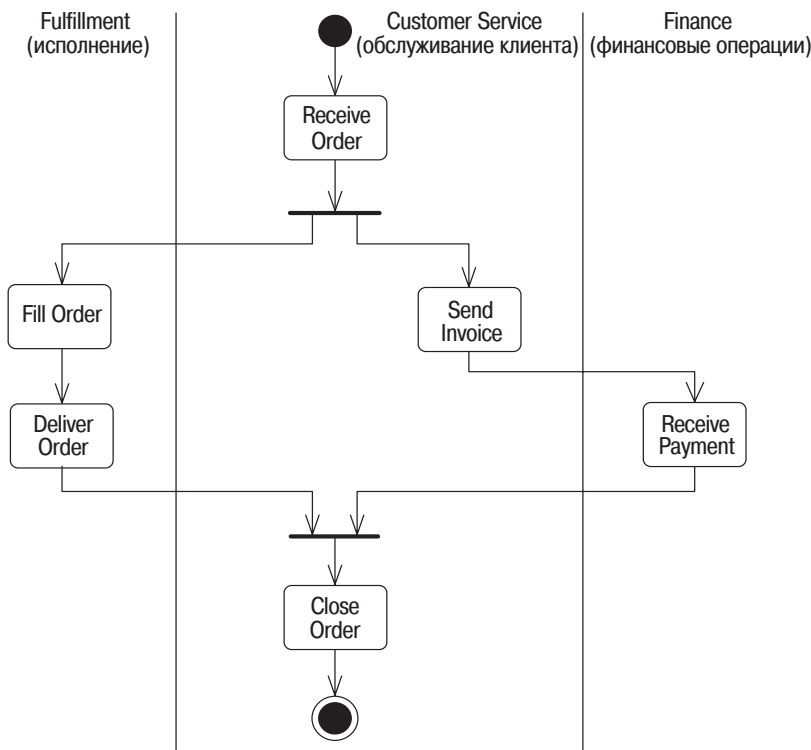 Fulfillment
(исполнение)
Customer Service
(обслуживание клиента)
Finance
(финансовые операции)
Receive
Order
Fill Order
Send
Invoice
Deliver
Order
Receive
Payment
Close
Order